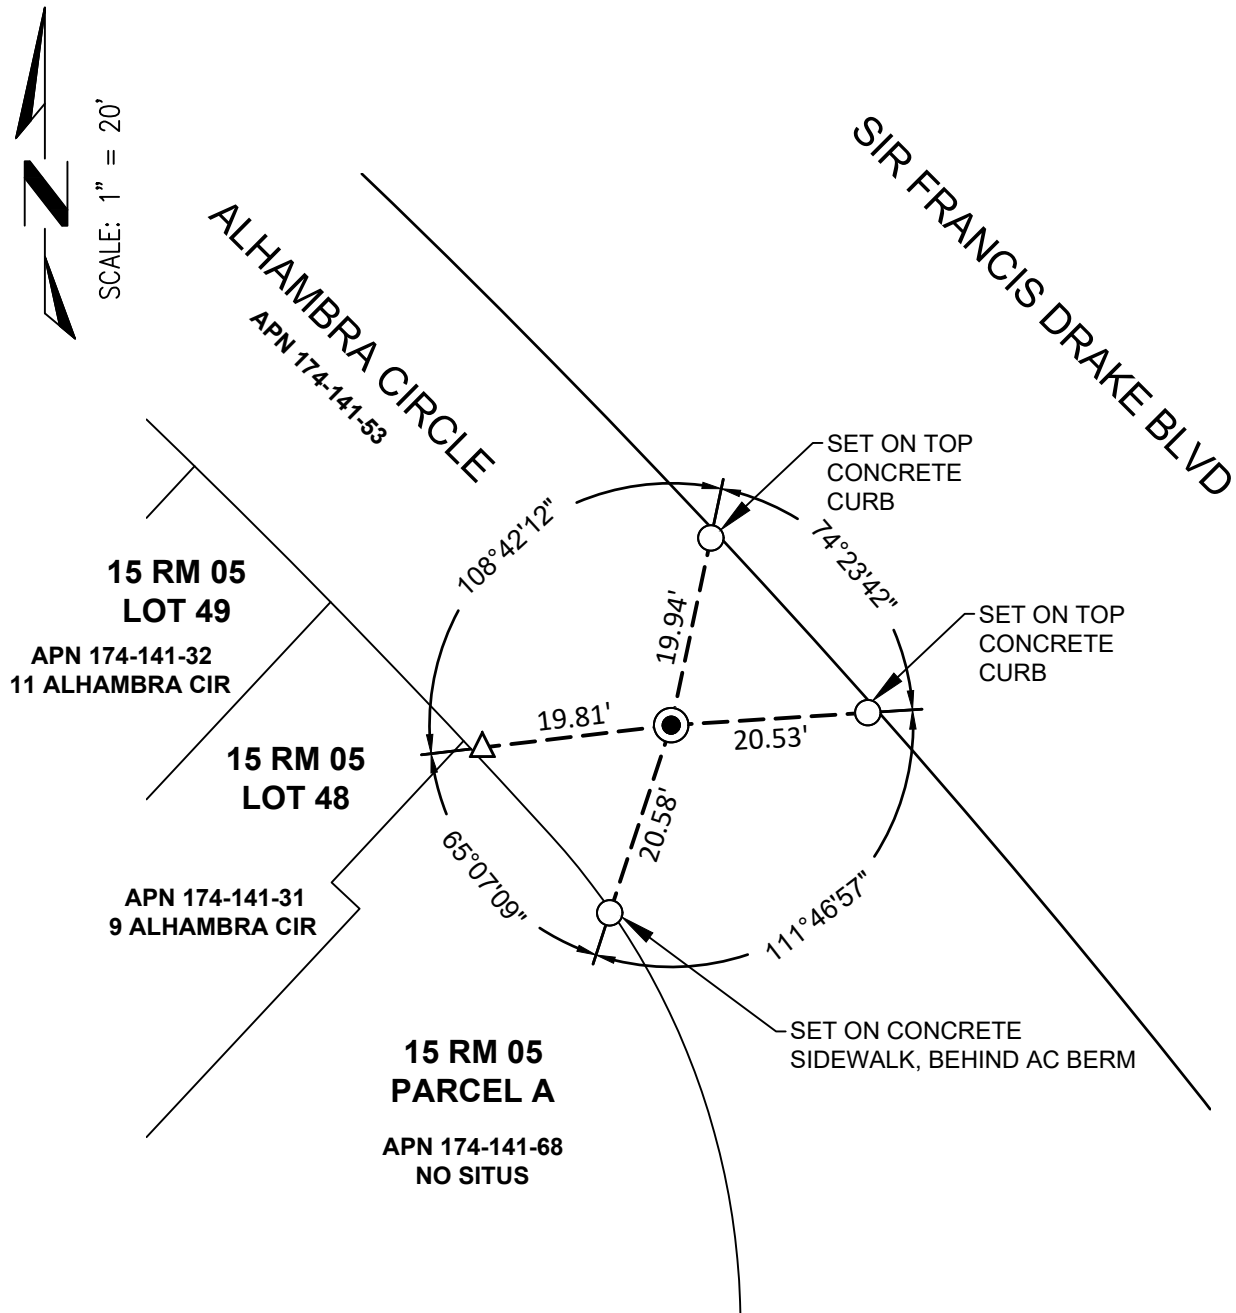 N
SCALE: 1" = 20'
SIR FRANCIS DRAKE BLVD
ALHAMBRA CIRCLE
APN 174-141-53
SET ON TOP
CONCRETE
CURB
108°42'12"
74°23'42"
15 RM 05
LOT 49
APN 174-141-32
11 ALHAMBRA CIR
19.94'
SET ON TOP
CONCRETE
CURB
19.81'
20.53'
15 RM 05
LOT 48
20.58'
65°07'09"
111°46'57"
APN 174-141-31
9 ALHAMBRA CIR
SET ON CONCRETE
SIDEWALK, BEHIND AC BERM
15 RM 05
PARCEL A
APN 174-141-68
NO SITUS